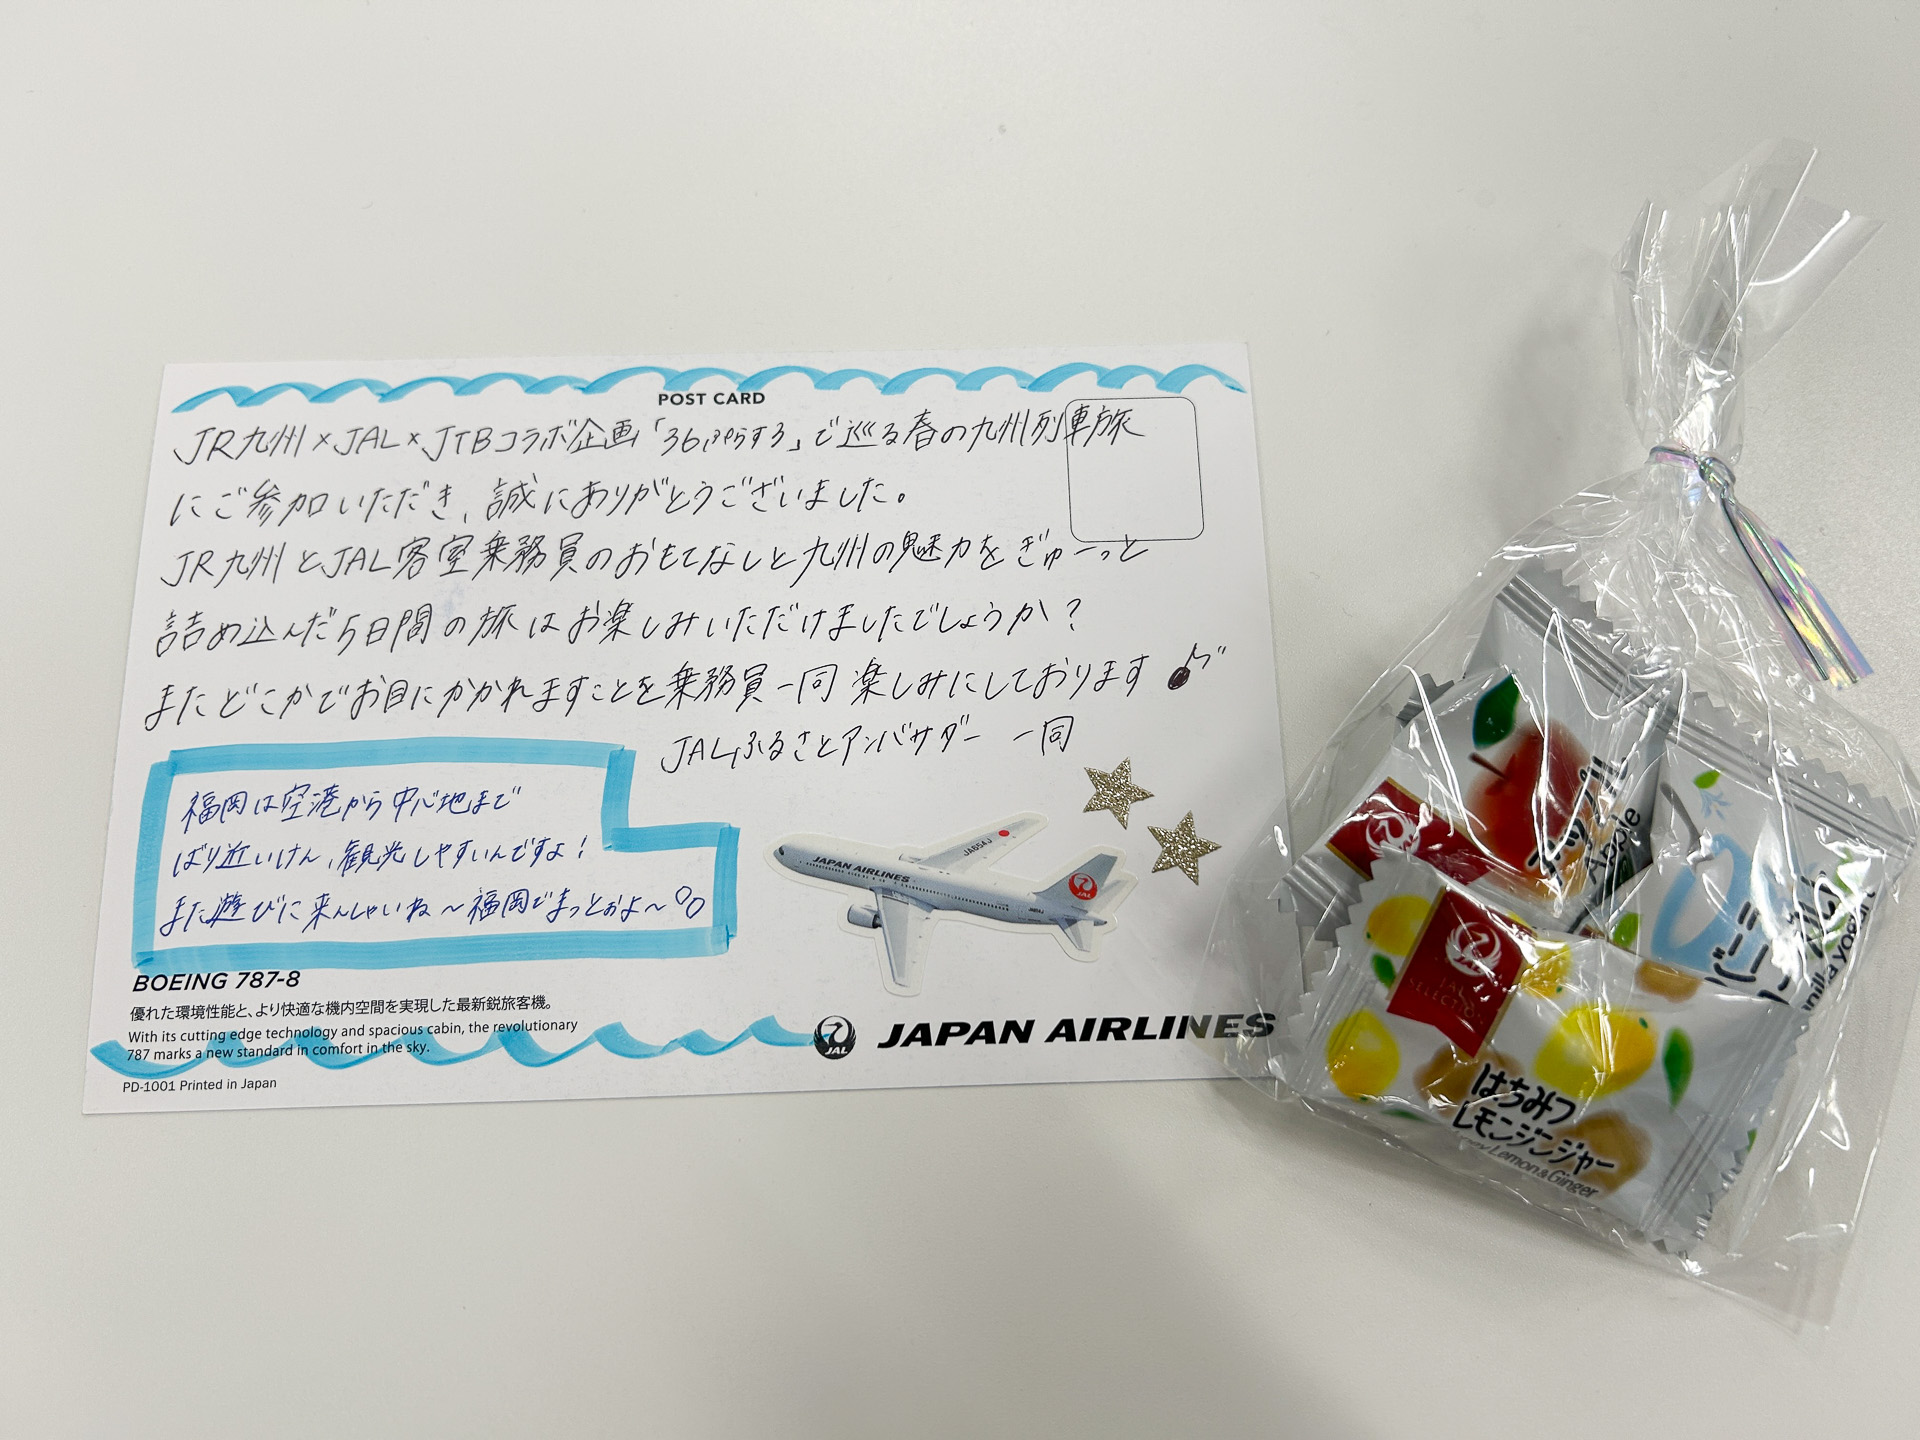 POST CARD
JR九州×JAL×JTBコラボ企画「36ぷらす3」で巡る春の九州列車旅
にご参加いただき、誠にありがとうございました。
JR九州とJAL客室乗務員のおもてなしと九州の魅力をぎゅーっと
詰め込んだ5日間の旅はお楽しみいただけましたでしょうか？
またどこかでお目にかかれますことを乗務員一同楽しみにしております♪
JALふるさとアンバサダー 一同
福岡は空港から中心地まで
ばり近いけん、観光しやすいんですよ！
また遊びに来んしゃいね〜福岡でまっとぉよ〜
JAPAN AIRLINES
JA654J
JAL
BOEING 787-8
優れた環境性能と、より快適な機内空間を実現した最新鋭旅客機。
With its cutting edge technology and spacious cabin, the revolutionary
787 marks a new standard in comfort in the sky.
PD-1001 Printed in Japan
JAL
JAPAN AIRLINES
アップル
Apple
JAL
JAL
SELECTION
はちみつ
レモンジンジャー
Lemon&Ginger